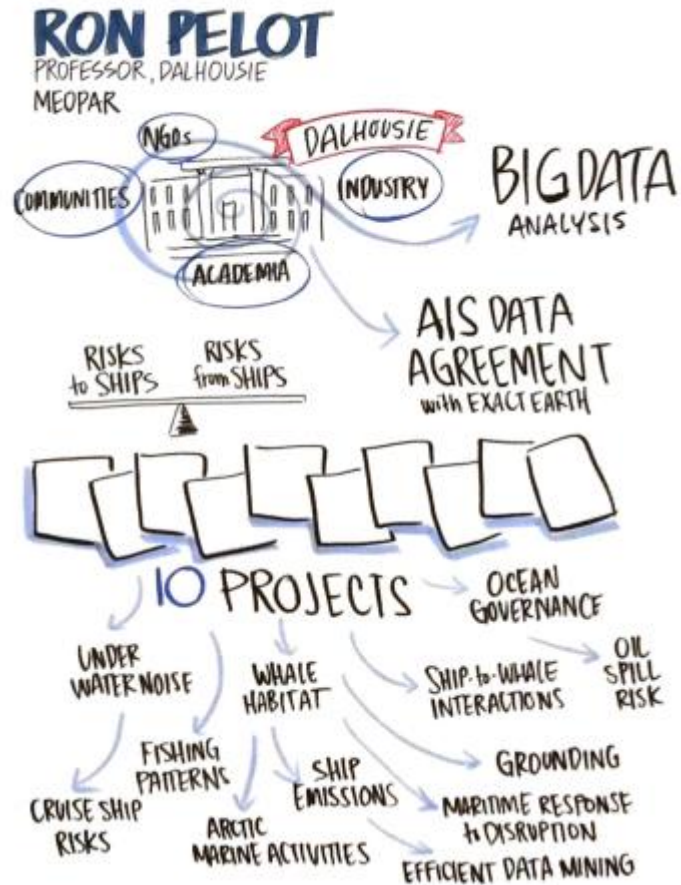 RON PELOT
PROFESSOR, DALHOUSIE
MEOPAR
NGOs
DALHOUSIE
COMMUNITIES
INDUSTRY
ACADEMIA
BIG DATA
ANALYSIS
AIS DATA
AGREEMENT
with EXACT EARTH
RISKS
to SHIPS
RISKS
from SHIPS
10 PROJECTS
OCEAN
GOVERNANCE
OIL
SPILL
RISK
UNDER
WATER NOISE
WHALE
HABITAT
SHIP-to-WHALE
INTERACTIONS
FISHING
PATTERNS
SHIP
EMISSIONS
GROUNDING
CRUISE SHIP
RISKS
ARCTIC
MARINE ACTIVITIES
MARITIME RESPONSE
to DISRUPTION
EFFICIENT DATA MINING